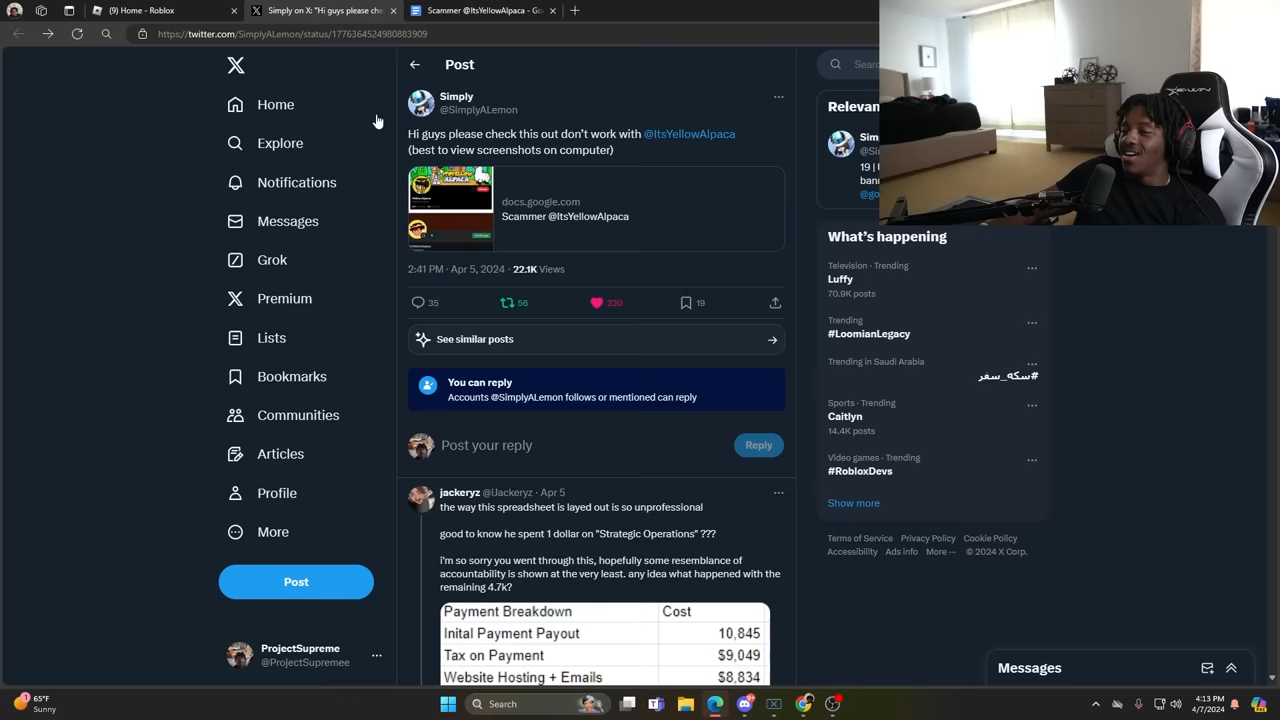 (9) Home - Roblox
Simply on X: "Hi guys please che
Scammer @ItsYellowAlpaca - Go
https://twitter.com/SimplyALemon/status/1776364524980883909
Home
Explore
Notifications
Messages
Grok
Premium
Lists
Bookmarks
Communities
Articles
Profile
More
Post
ProjectSupreme
@ProjectSupremee
Post
Simply
@SimplyALemon
Hi guys please check this out don't work with @ItsYellowAlpaca
(best to view screenshots on computer)
docs.google.com
Scammer @ItsYellowAlpaca
2:41 PM · Apr 5, 2024 · 22.1K Views
35
56
220
19
See similar posts
You can reply
Accounts @SimplyALemon follows or mentioned can reply
Post your reply
Reply
jackeryz @iJackeryz · Apr 5
the way this spreadsheet is layed out is so unprofessional
good to know he spent 1 dollar on "Strategic Operations" ???
i'm so sorry you went through this, hopefully some resemblance of
accountability is shown at the very least. any idea what happened with the
remaining 4.7k?
Payment Breakdown Cost
Inital Payment Payout 10,845
Tax on Payment $9,049
Website Hosting + Emails $8,834
Sear
Relevan
Sim
@Si
19 | U
bann
@go
What's happening
Television · Trending
Luffy
70.9K posts
Trending
#LoomianLegacy
Trending in Saudi Arabia
#سكه_سفر
Sports · Trending
Caitlyn
14.4K posts
Video games · Trending
#RobloxDevs
Show more
Terms of Service Privacy Policy Cookie Policy
Accessibility Ads info More ··· © 2024 X Corp.
Messages
65°F
Sunny
Search
4:13 PM
4/7/2024